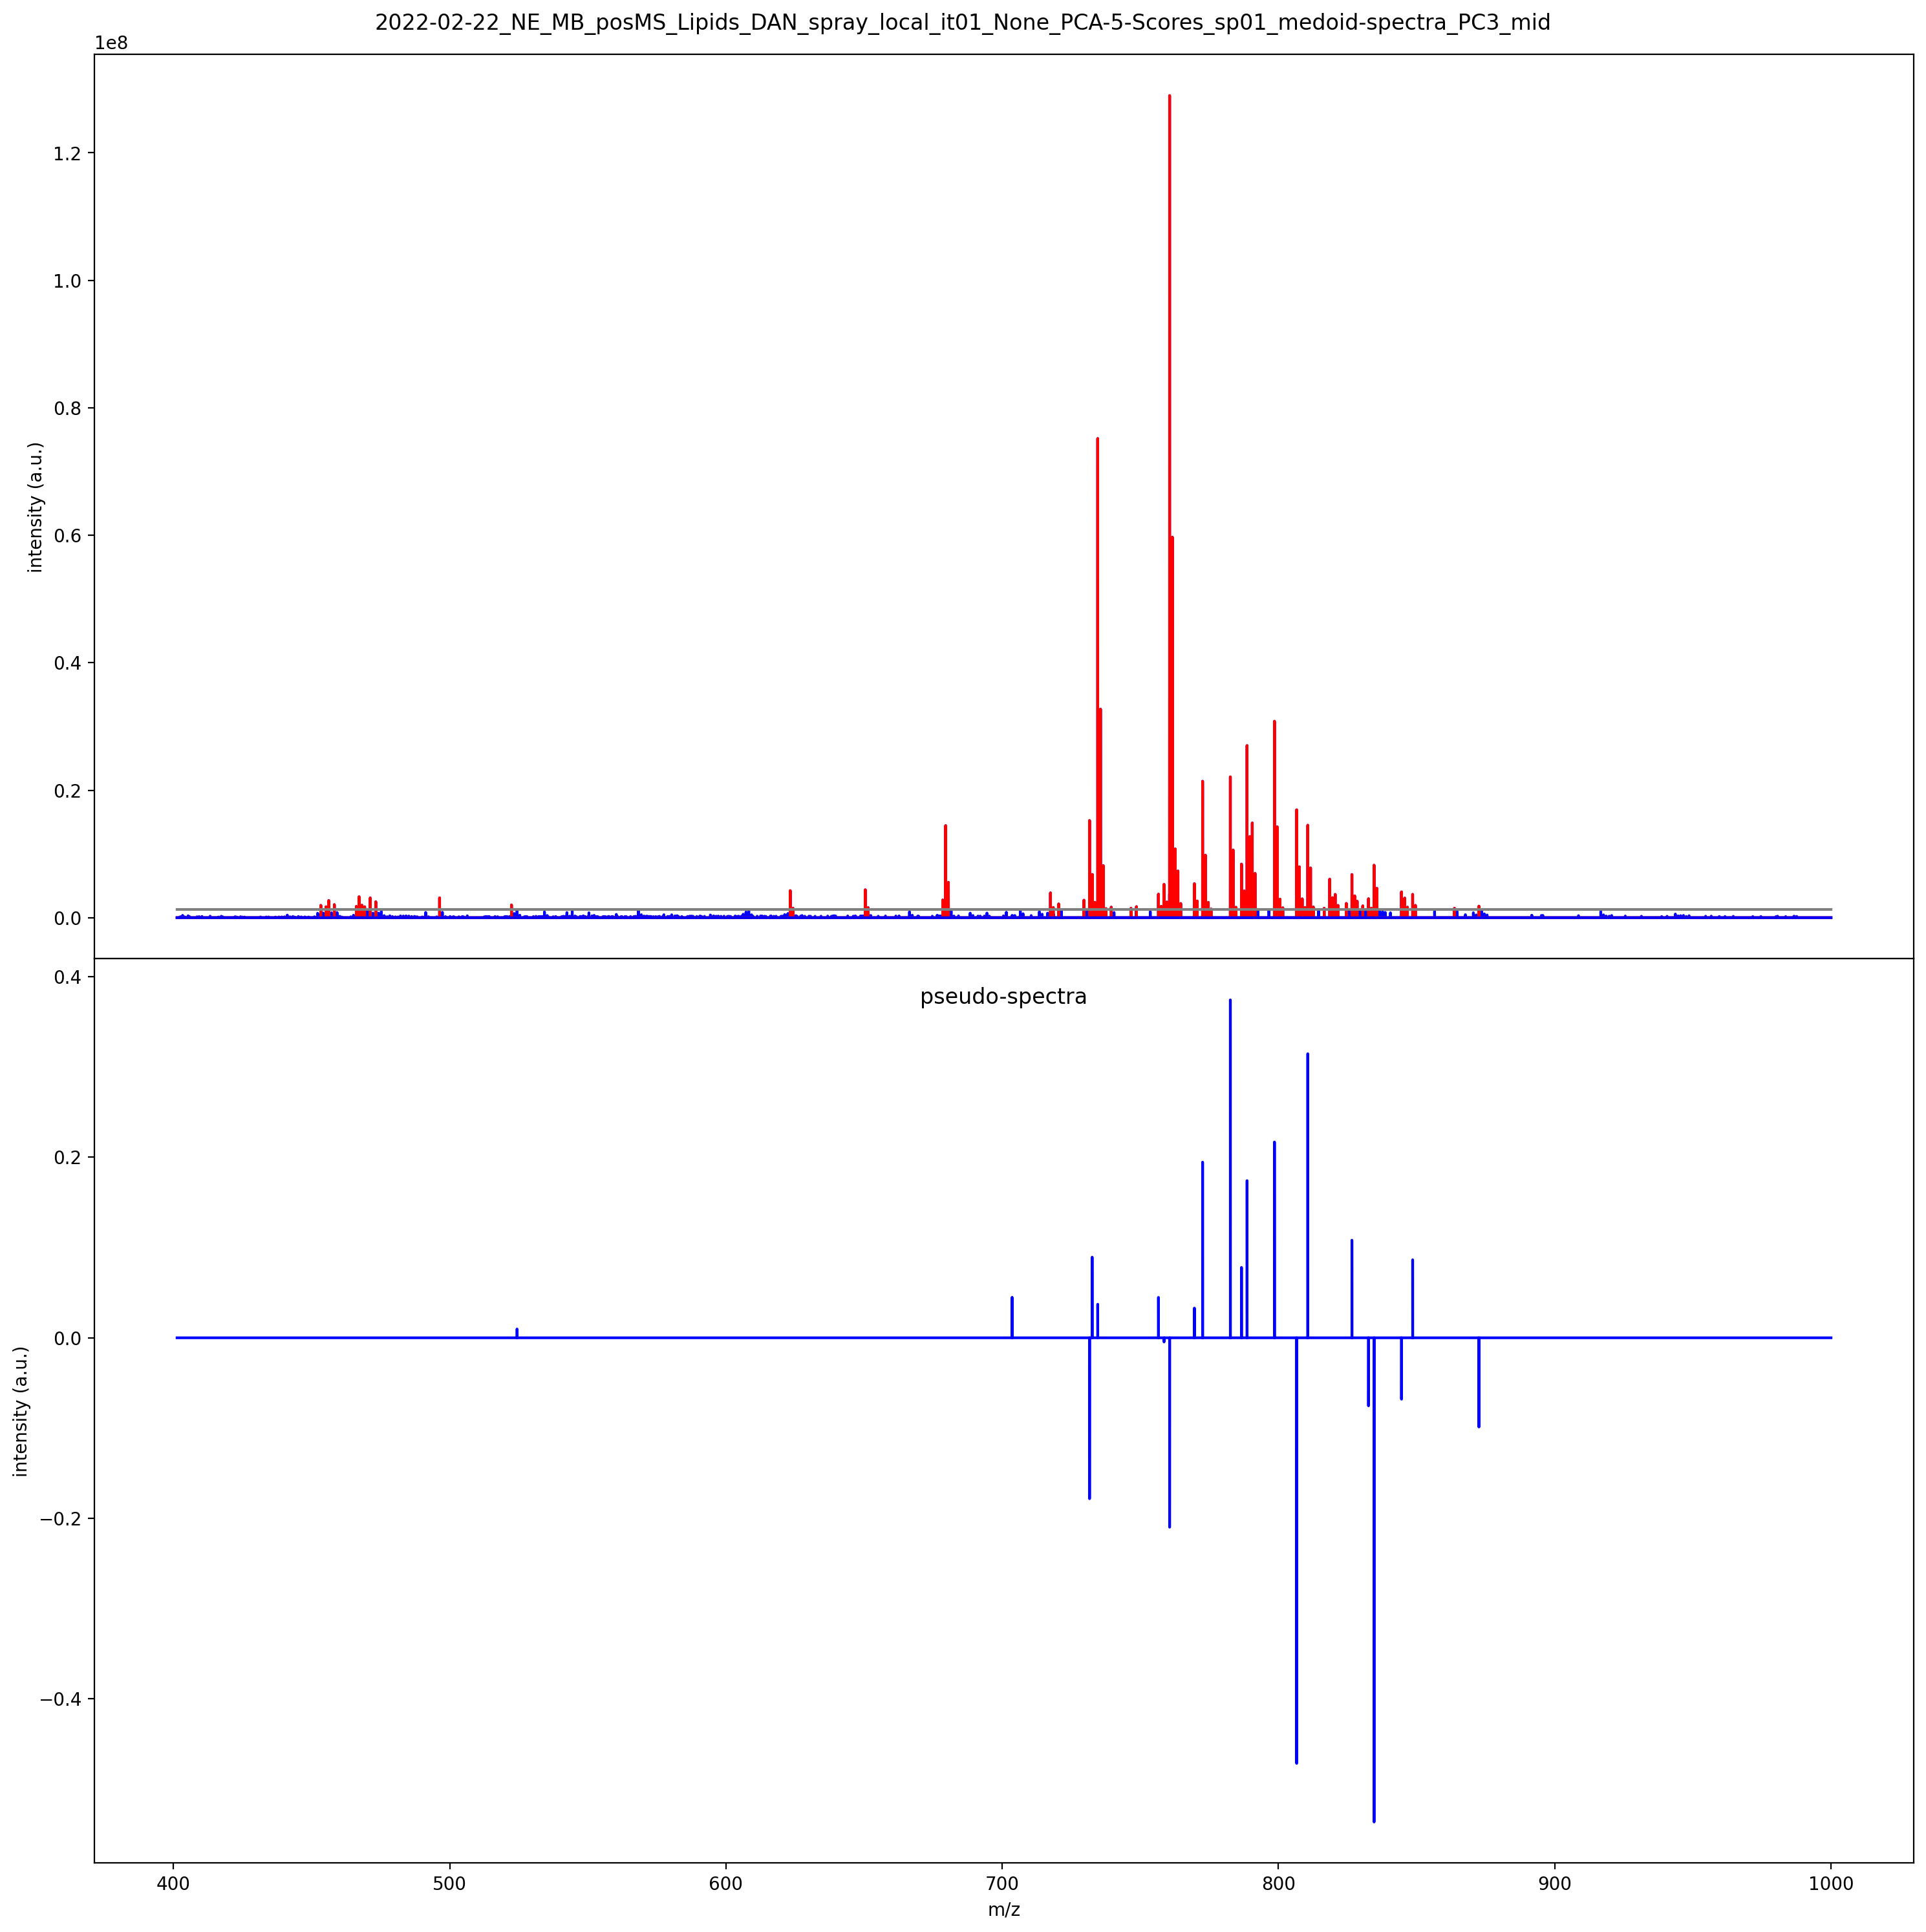 2022-02-22_NE_MB_posMS_Lipids_DAN_spray_local_it01_None_PCA-5-Scores_sp01_medoid-spectra_PC3_mid
1e8
1.2
1.0
0.8
0.6
0.4
0.2
0.0
intensity (a.u.)
pseudo-spectra
0.4
0.2
0.0
−0.2
−0.4
intensity (a.u.)
400 500 600 700 800 900 1000
m/z